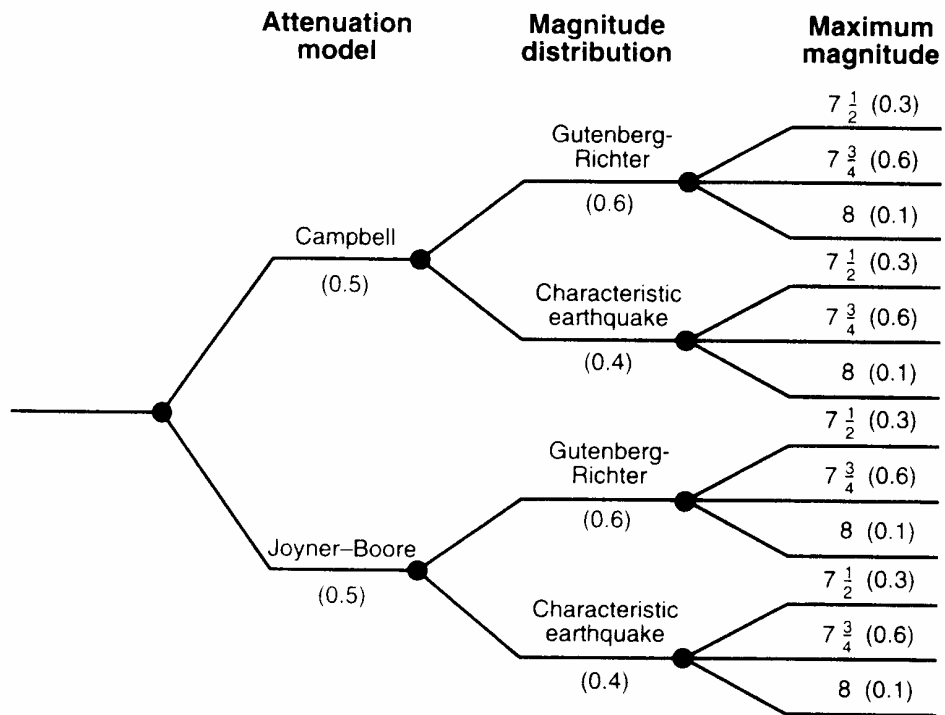 Attenuation
model
Magnitude
distribution
Maximum
magnitude
Campbell
(0.5)
Gutenberg-
Richter
(0.6)
7 1/2 (0.3)
7 3/4 (0.6)
8 (0.1)
Characteristic
earthquake
(0.4)
7 1/2 (0.3)
7 3/4 (0.6)
8 (0.1)
Joyner–Boore
(0.5)
Gutenberg-
Richter
(0.6)
7 1/2 (0.3)
7 3/4 (0.6)
8 (0.1)
Characteristic
earthquake
(0.4)
7 1/2 (0.3)
7 3/4 (0.6)
8 (0.1)